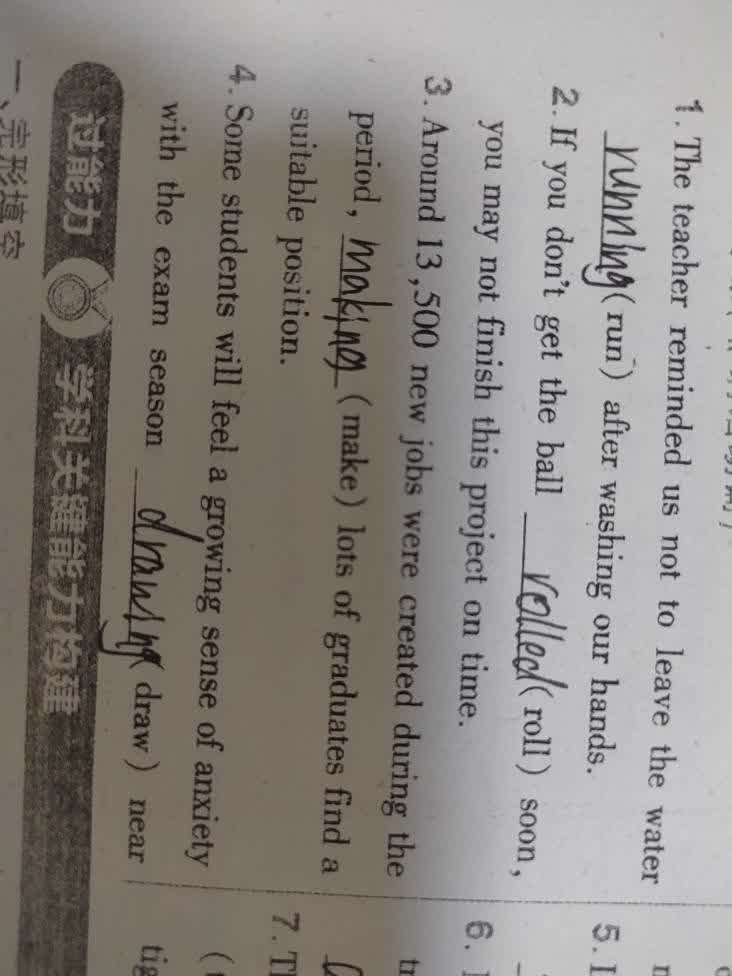 1. The teacher reminded us not to leave the water
running (run) after washing our hands.
2. If you don't get the ball rolled (roll) soon,
you may not finish this project on time.
3. Around 13,500 new jobs were created during the
period, making (make) lots of graduates find a
suitable position.
4. Some students will feel a growing sense of anxiety
with the exam season drawing (draw) near
过能力 学科关键能力构建
一、完形填空
5. I
6.
7. T